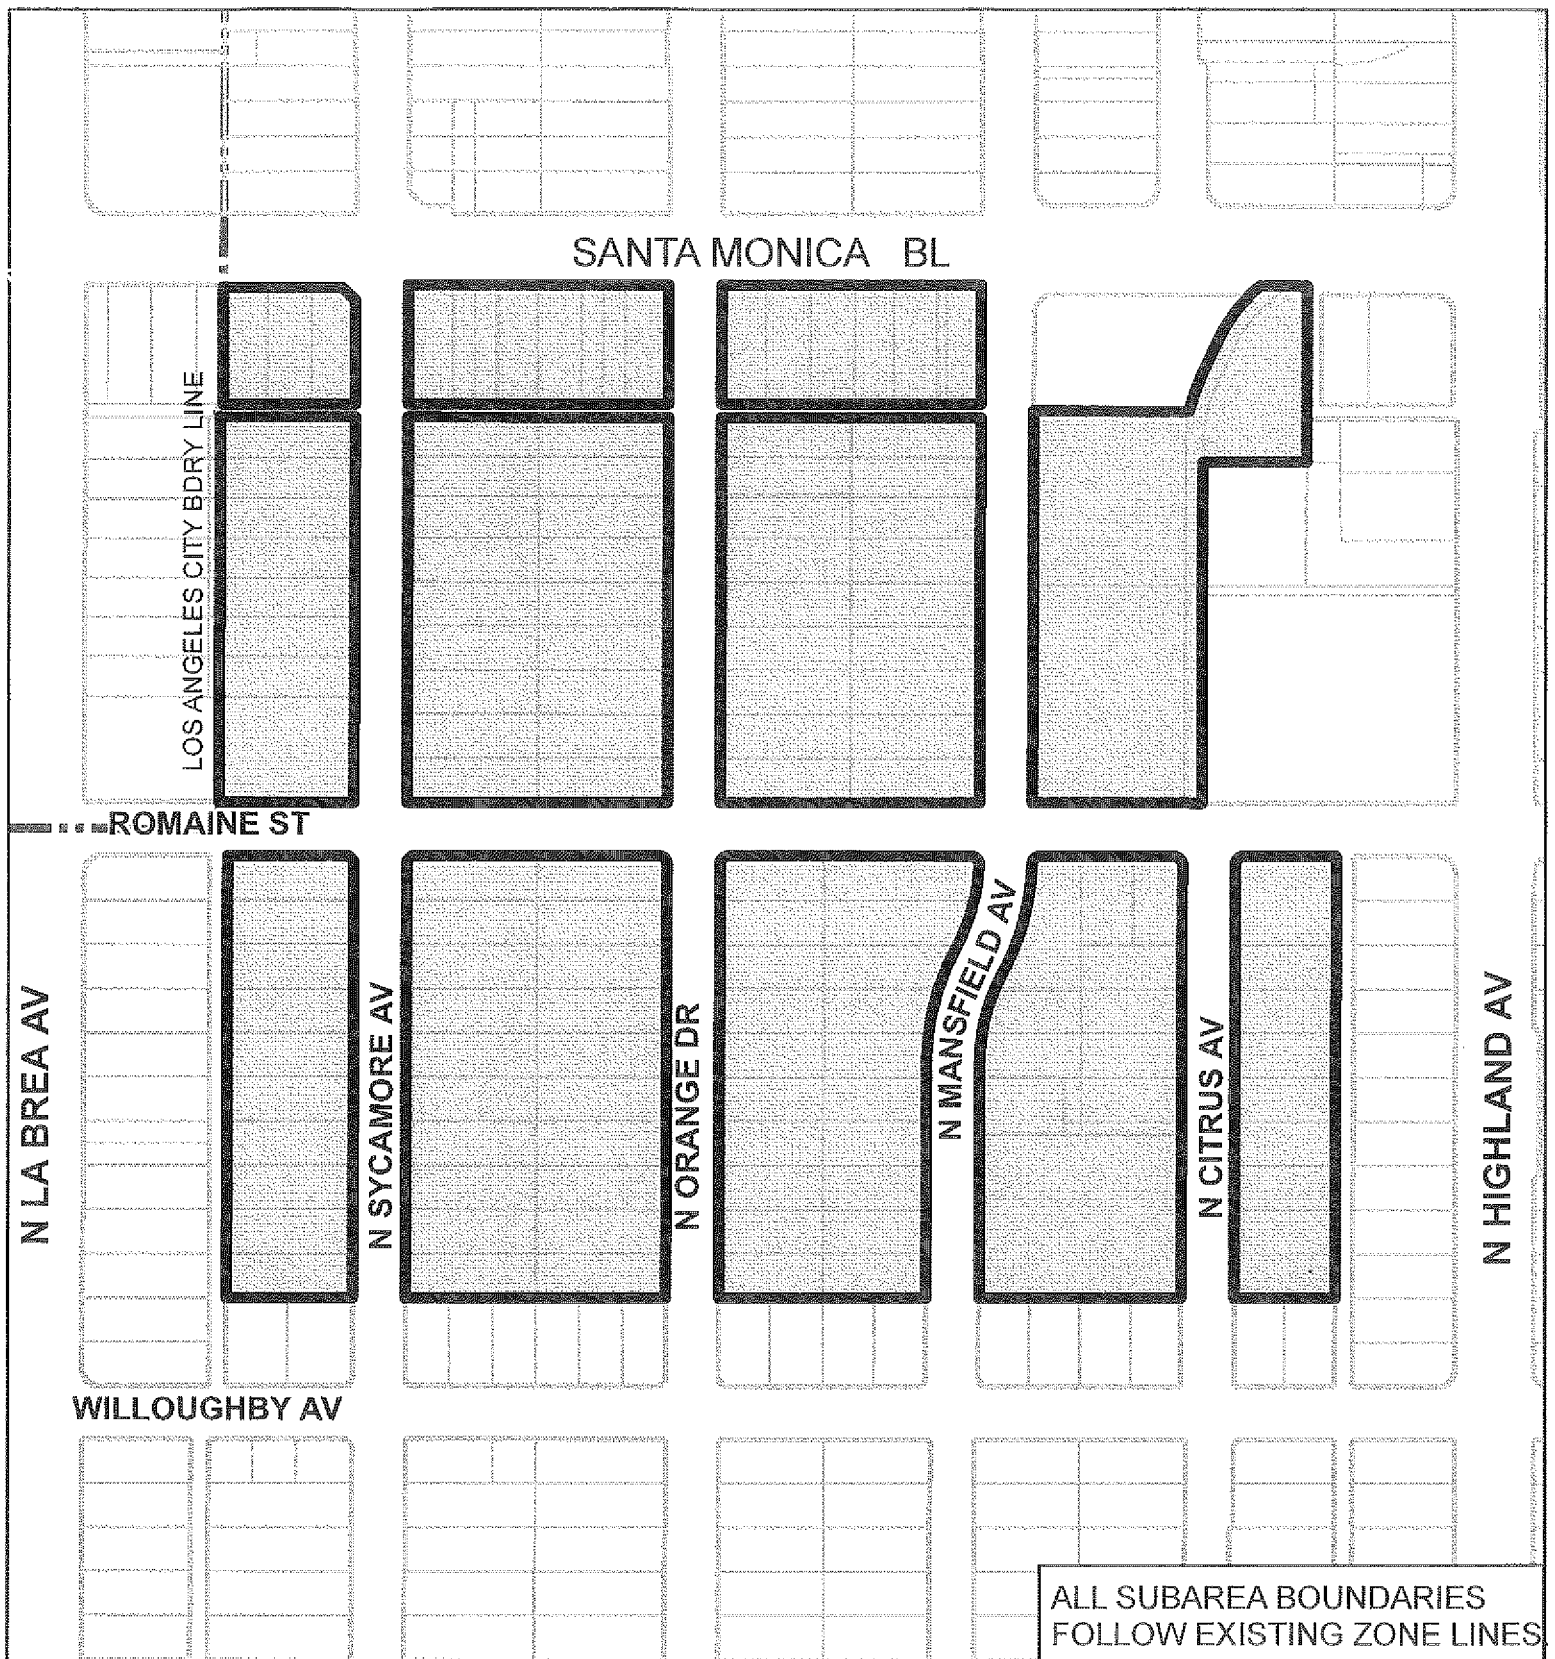 SANTA MONICA BL
LOS ANGELES CITY BDRY LINE
ROMAINE ST
N LA BREA AV
N SYCAMORE AV
N ORANGE DR
N MANSFIELD AV
N CITRUS AV
N HIGHLAND AV
WILLOUGHBY AV
ALL SUBAREA BOUNDARIES
FOLLOW EXISTING ZONE LINES